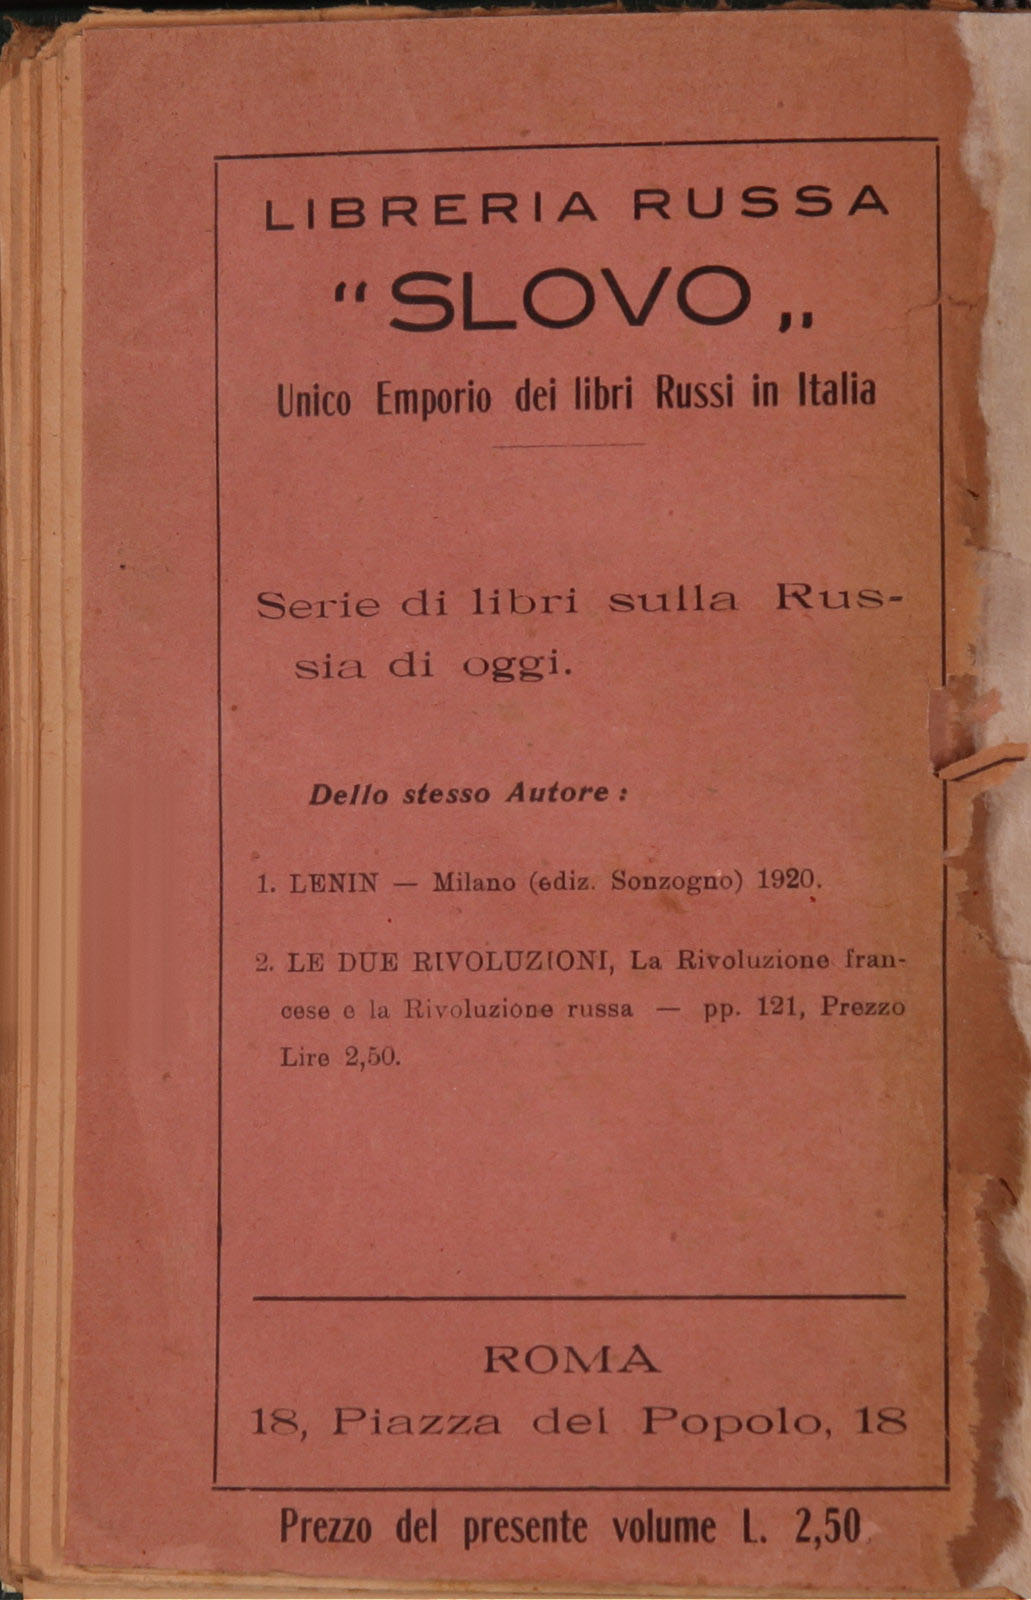 LIBRERIA RUSSA
“SLOVO„
Unico Emporio dei libri Russi in Italia
Serie di libri sulla Rus-
sia di oggi.
Dello stesso Autore:
1. LENIN — Milano (ediz. Sonzogno) 1920.
2. LE DUE RIVOLUZIONI, La Rivoluzione fran-
cese e la Rivoluzione russa — pp. 121, Prezzo
Lire 2,50.
ROMA
18, Piazza del Popolo, 18
Prezzo del presente volume L. 2,50